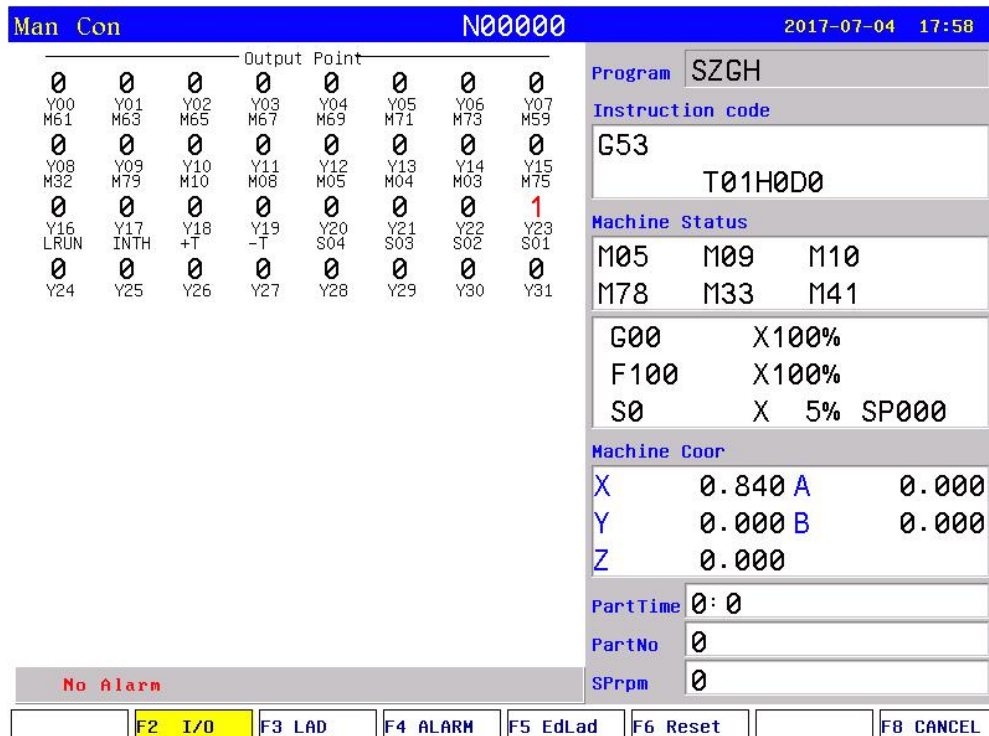 Man Con N00000 2017-07-04 17:58
Output Point
0 0 0 0 0 0 0 0
Y00 Y01 Y02 Y03 Y04 Y05 Y06 Y07
M61 M63 M65 M67 M69 M71 M73 M59
0 0 0 0 0 0 0 0
Y08 Y09 Y10 Y11 Y12 Y13 Y14 Y15
M32 M79 M10 M08 M05 M04 M03 M75
0 0 0 0 0 0 0 1
Y16 Y17 Y18 Y19 Y20 Y21 Y22 Y23
LRUN INTH +T -T S04 S03 S02 S01
0 0 0 0 0 0 0 0
Y24 Y25 Y26 Y27 Y28 Y29 Y30 Y31
No Alarm
Program SZGH
Instruction code
G53
T01H0D0
Machine Status
M05 M09 M10
M78 M33 M41
G00 X100%
F100 X100%
S0 X 5% SP000
Machine Coor
X 0.840 A 0.000
Y 0.000 B 0.000
Z 0.000
PartTime 0: 0
PartNo 0
SPrpm 0
F2 I/O F3 LAD F4 ALARM F5 EdLad F6 Reset F8 CANCEL